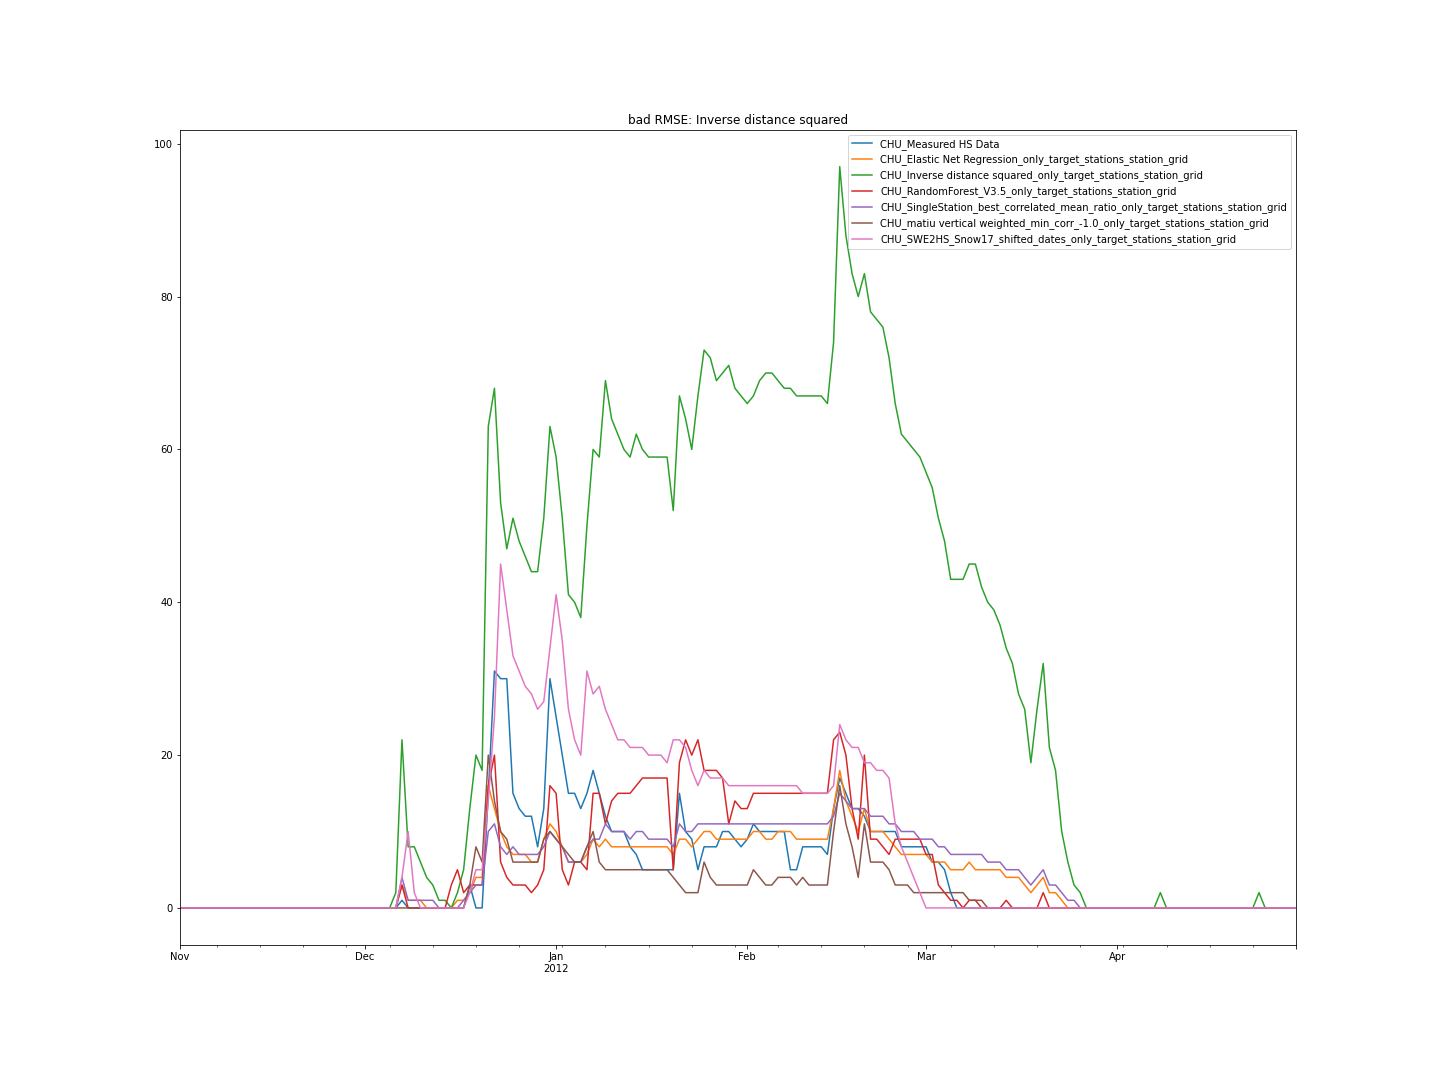 bad RMSE: Inverse distance squared
100
80
60
40
20
0
CHU_Measured HS Data
CHU_Elastic Net Regression_only_target_stations_station_grid
CHU_Inverse distance squared_only_target_stations_station_grid
CHU_RandomForest_V3.5_only_target_stations_station_grid
CHU_SingleStation_best_correlated_mean_ratio_only_target_stations_station_grid
CHU_matiu vertical weighted_min_corr_-1.0_only_target_stations_station_grid
CHU_SWE2HS_Snow17_shifted_dates_only_target_stations_station_grid
Nov Dec Jan Feb Mar Apr
2012